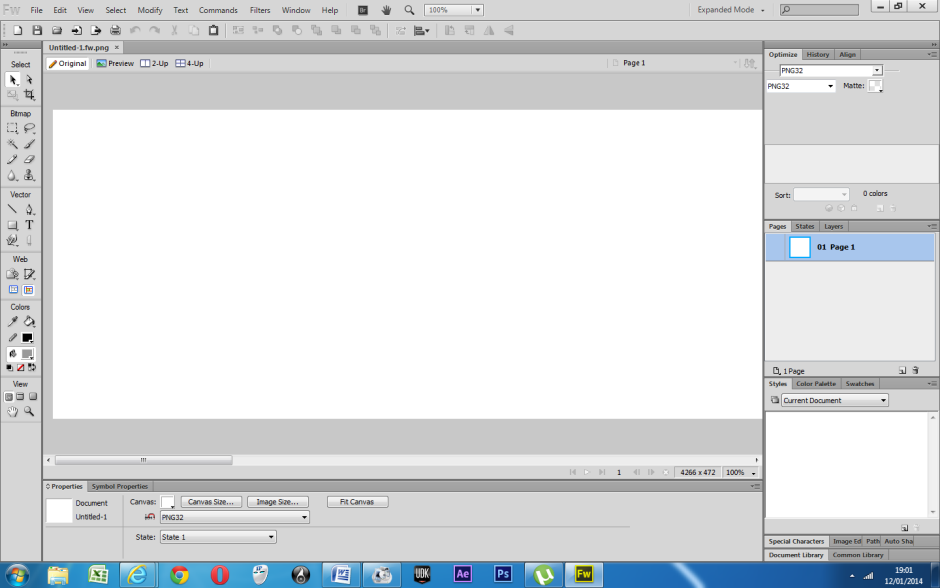 Fw File Edit View Select Modify Text Commands Filters Window Help Br 100% Expanded Mode
Untitled-1.fw.png ×
Original Preview 2-Up 4-Up Page 1
Select
Bitmap
Vector
T
Web
Colors
View
Optimize History Align
PNG32
PNG32 Matte:
Sort: 0 colors
Pages States Layers
01 Page 1
1 Page
Styles Color Palette Swatches
Current Document
1 4266 x 472 100%
Properties Symbol Properties
Document Canvas: Canvas Size... Image Size... Fit Canvas
Untitled-1 PNG32
State: State 1
Special Characters Image Ed Path Auto Sha
Document Library Common Library
UDK Ae Ps Fw
19:01
12/01/2014